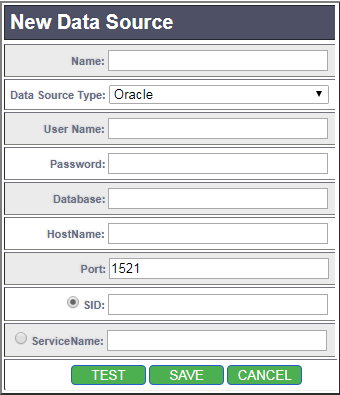 New Data Source
Name:
Data Source Type: Oracle
User Name:
Password:
Database:
HostName:
Port: 1521
SID:
ServiceName:
TEST SAVE CANCEL